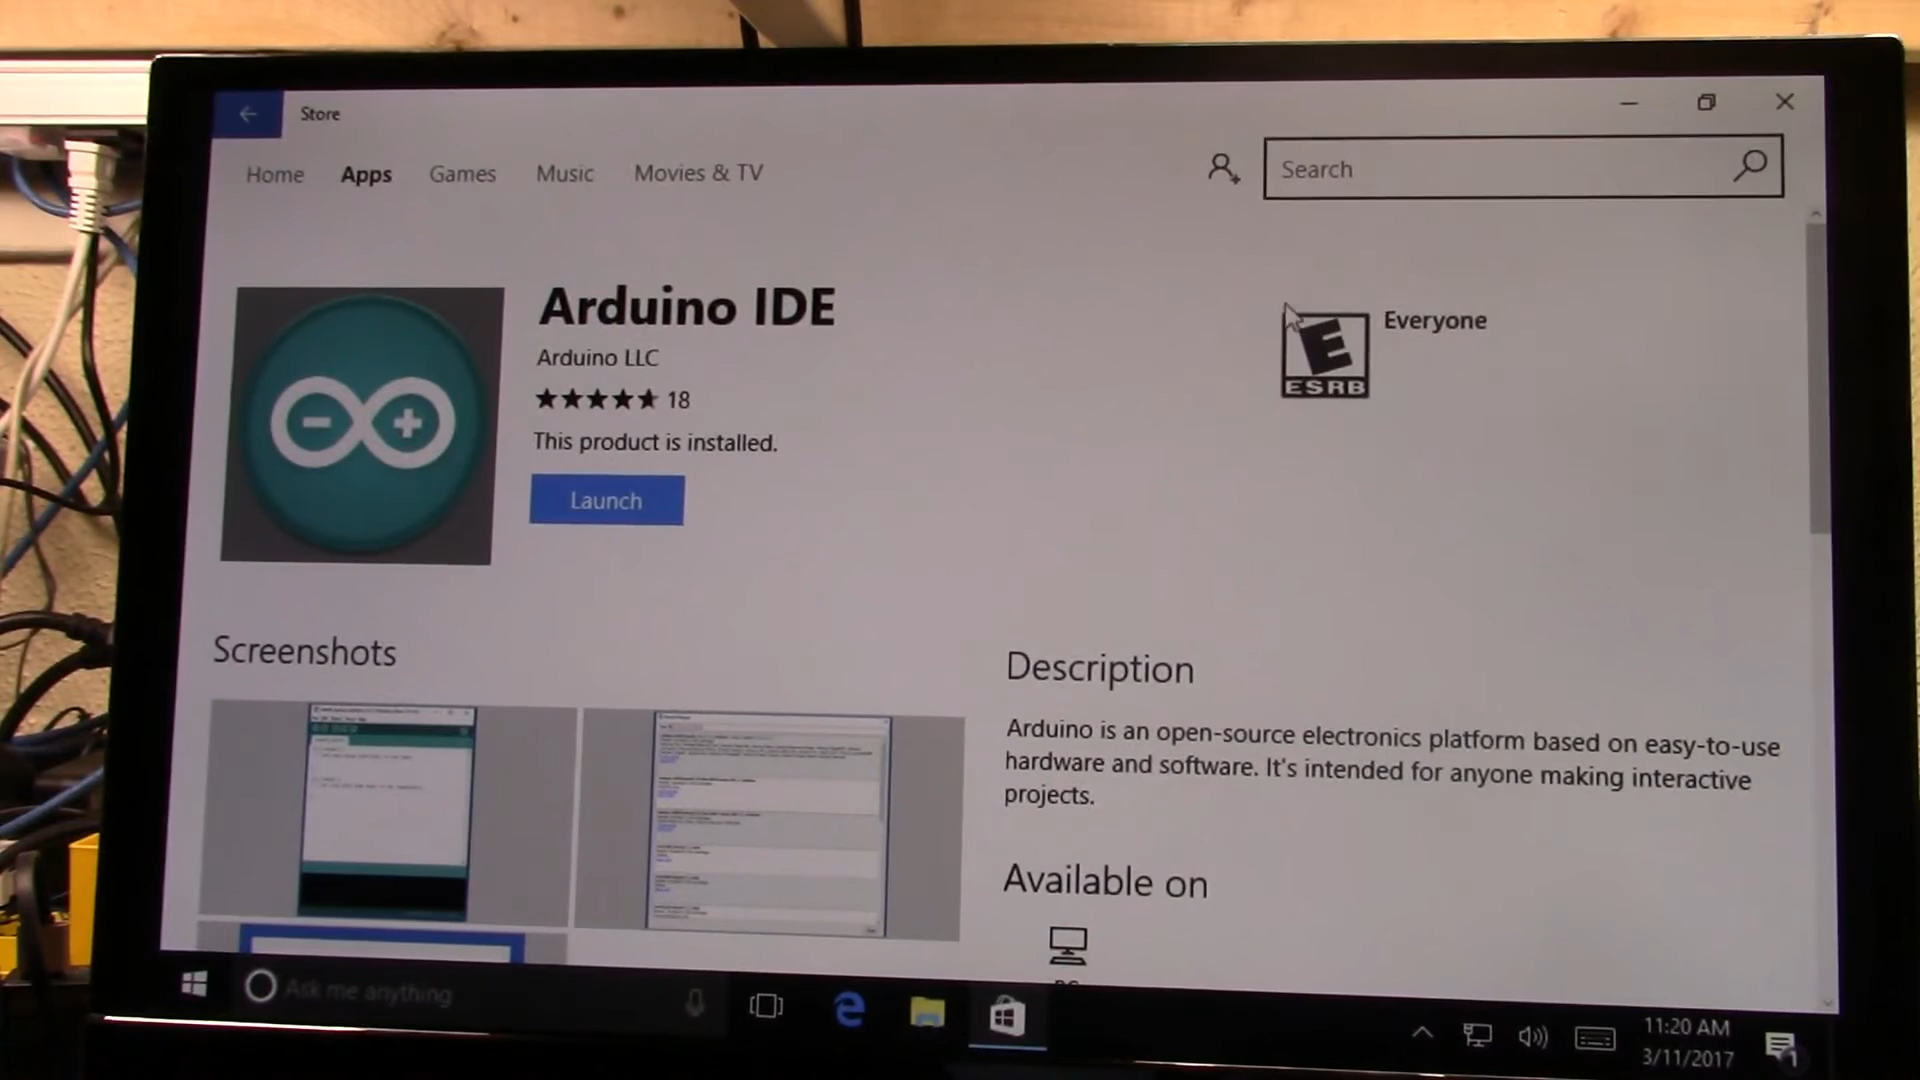 Store
Home Apps Games Music Movies & TV
Search
Arduino IDE
Arduino LLC
18
This product is installed.
Launch
E
ESRB
Everyone
Screenshots
Description
Arduino is an open-source electronics platform based on easy-to-use
hardware and software. It's intended for anyone making interactive
projects.
Available on
Ask me anything
11:20 AM
3/11/2017
1